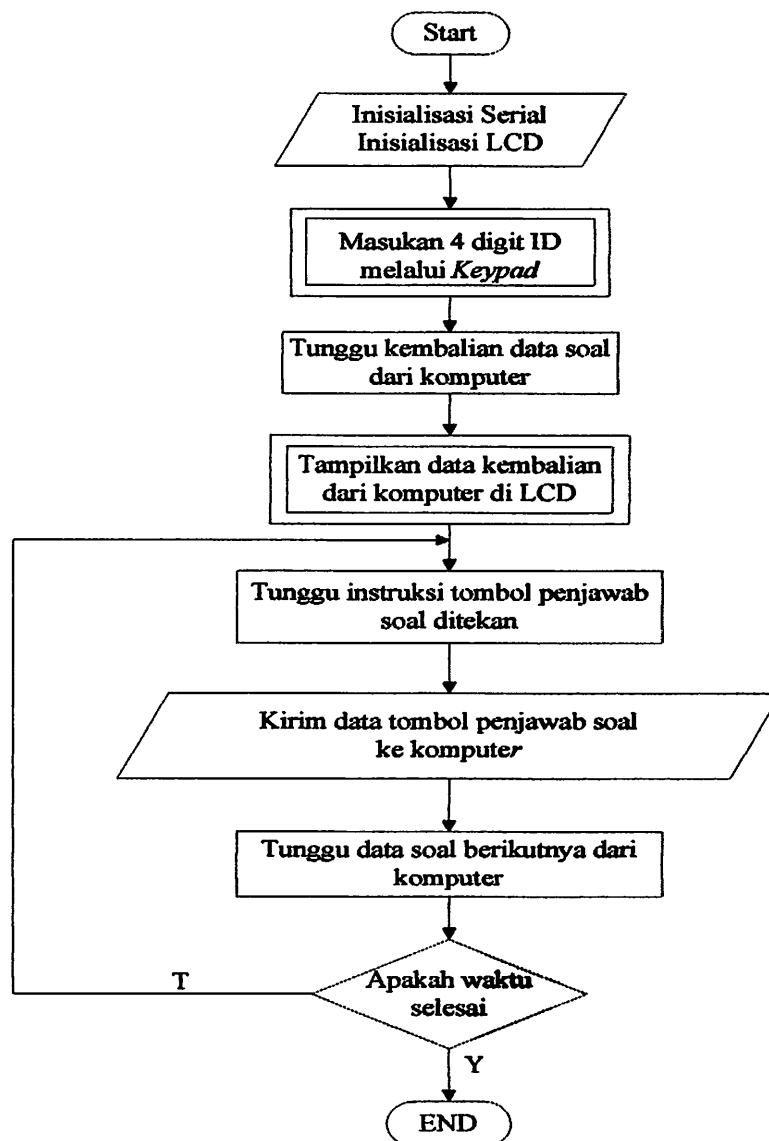 Start
Inisialisasi Serial
Inisialisasi LCD
Masukan 4 digit ID
melalui Keypad
Tunggu kembalian data soal
dari komputer
Tampilkan data kembalian
dari komputer di LCD
Tunggu instruksi tombol penjawab
soal ditekan
Kirim data tombol penjawab soal
ke komputer
Tunggu data soal berikutnya dari
komputer
T
Apakah waktu
selesai
Y
END